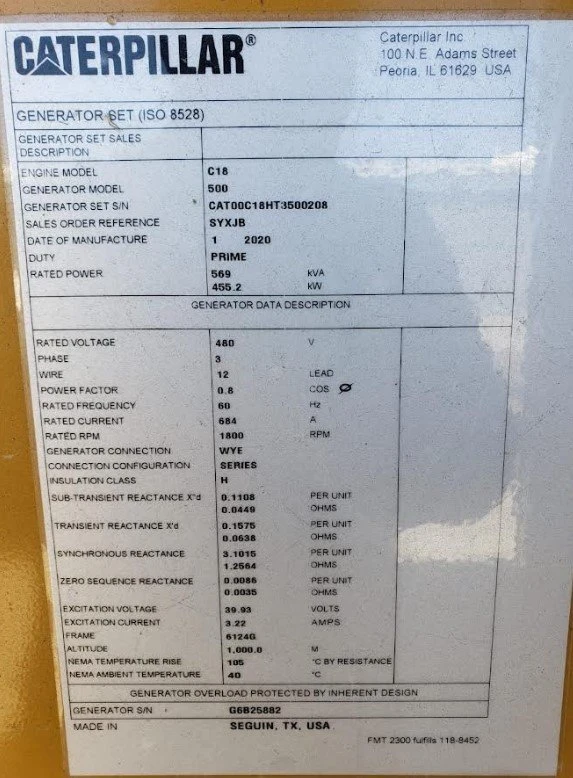 CATERPILLAR®
Caterpillar Inc.
100 N.E. Adams Street
Peoria, IL 61629 USA
GENERATOR SET (ISO 8528)
GENERATOR SET SALES
DESCRIPTION
ENGINE MODEL C18
GENERATOR MODEL 500
GENERATOR SET S/N CAT00C18HT3500208
SALES ORDER REFERENCE SYXJB
DATE OF MANUFACTURE 1 2020
DUTY PRIME
RATED POWER 569 kVA
455.2 kW
GENERATOR DATA DESCRIPTION
RATED VOLTAGE 480 V
PHASE 3
WIRE 12 LEAD
POWER FACTOR 0.8 COS Ø
RATED FREQUENCY 60 Hz
RATED CURRENT 684 A
RATED RPM 1800 RPM
GENERATOR CONNECTION WYE
CONNECTION CONFIGURATION SERIES
INSULATION CLASS H
SUB-TRANSIENT REACTANCE X"d 0.1108 PER UNIT
0.0449 OHMS
TRANSIENT REACTANCE X'd 0.1575 PER UNIT
0.0638 OHMS
SYNCHRONOUS REACTANCE 3.1015 PER UNIT
1.2564 OHMS
ZERO SEQUENCE REACTANCE 0.0086 PER UNIT
0.0035 OHMS
EXCITATION VOLTAGE 39.93 VOLTS
EXCITATION CURRENT 3.22 AMPS
FRAME 6124G
ALTITUDE 1,000.0 M
NEMA TEMPERATURE RISE 105 °C BY RESISTANCE
NEMA AMBIENT TEMPERATURE 40 °C
GENERATOR OVERLOAD PROTECTED BY INHERENT DESIGN
GENERATOR S/N G6B25882
MADE IN SEGUIN, TX, USA
FMT 2300 fulfills 118-8452